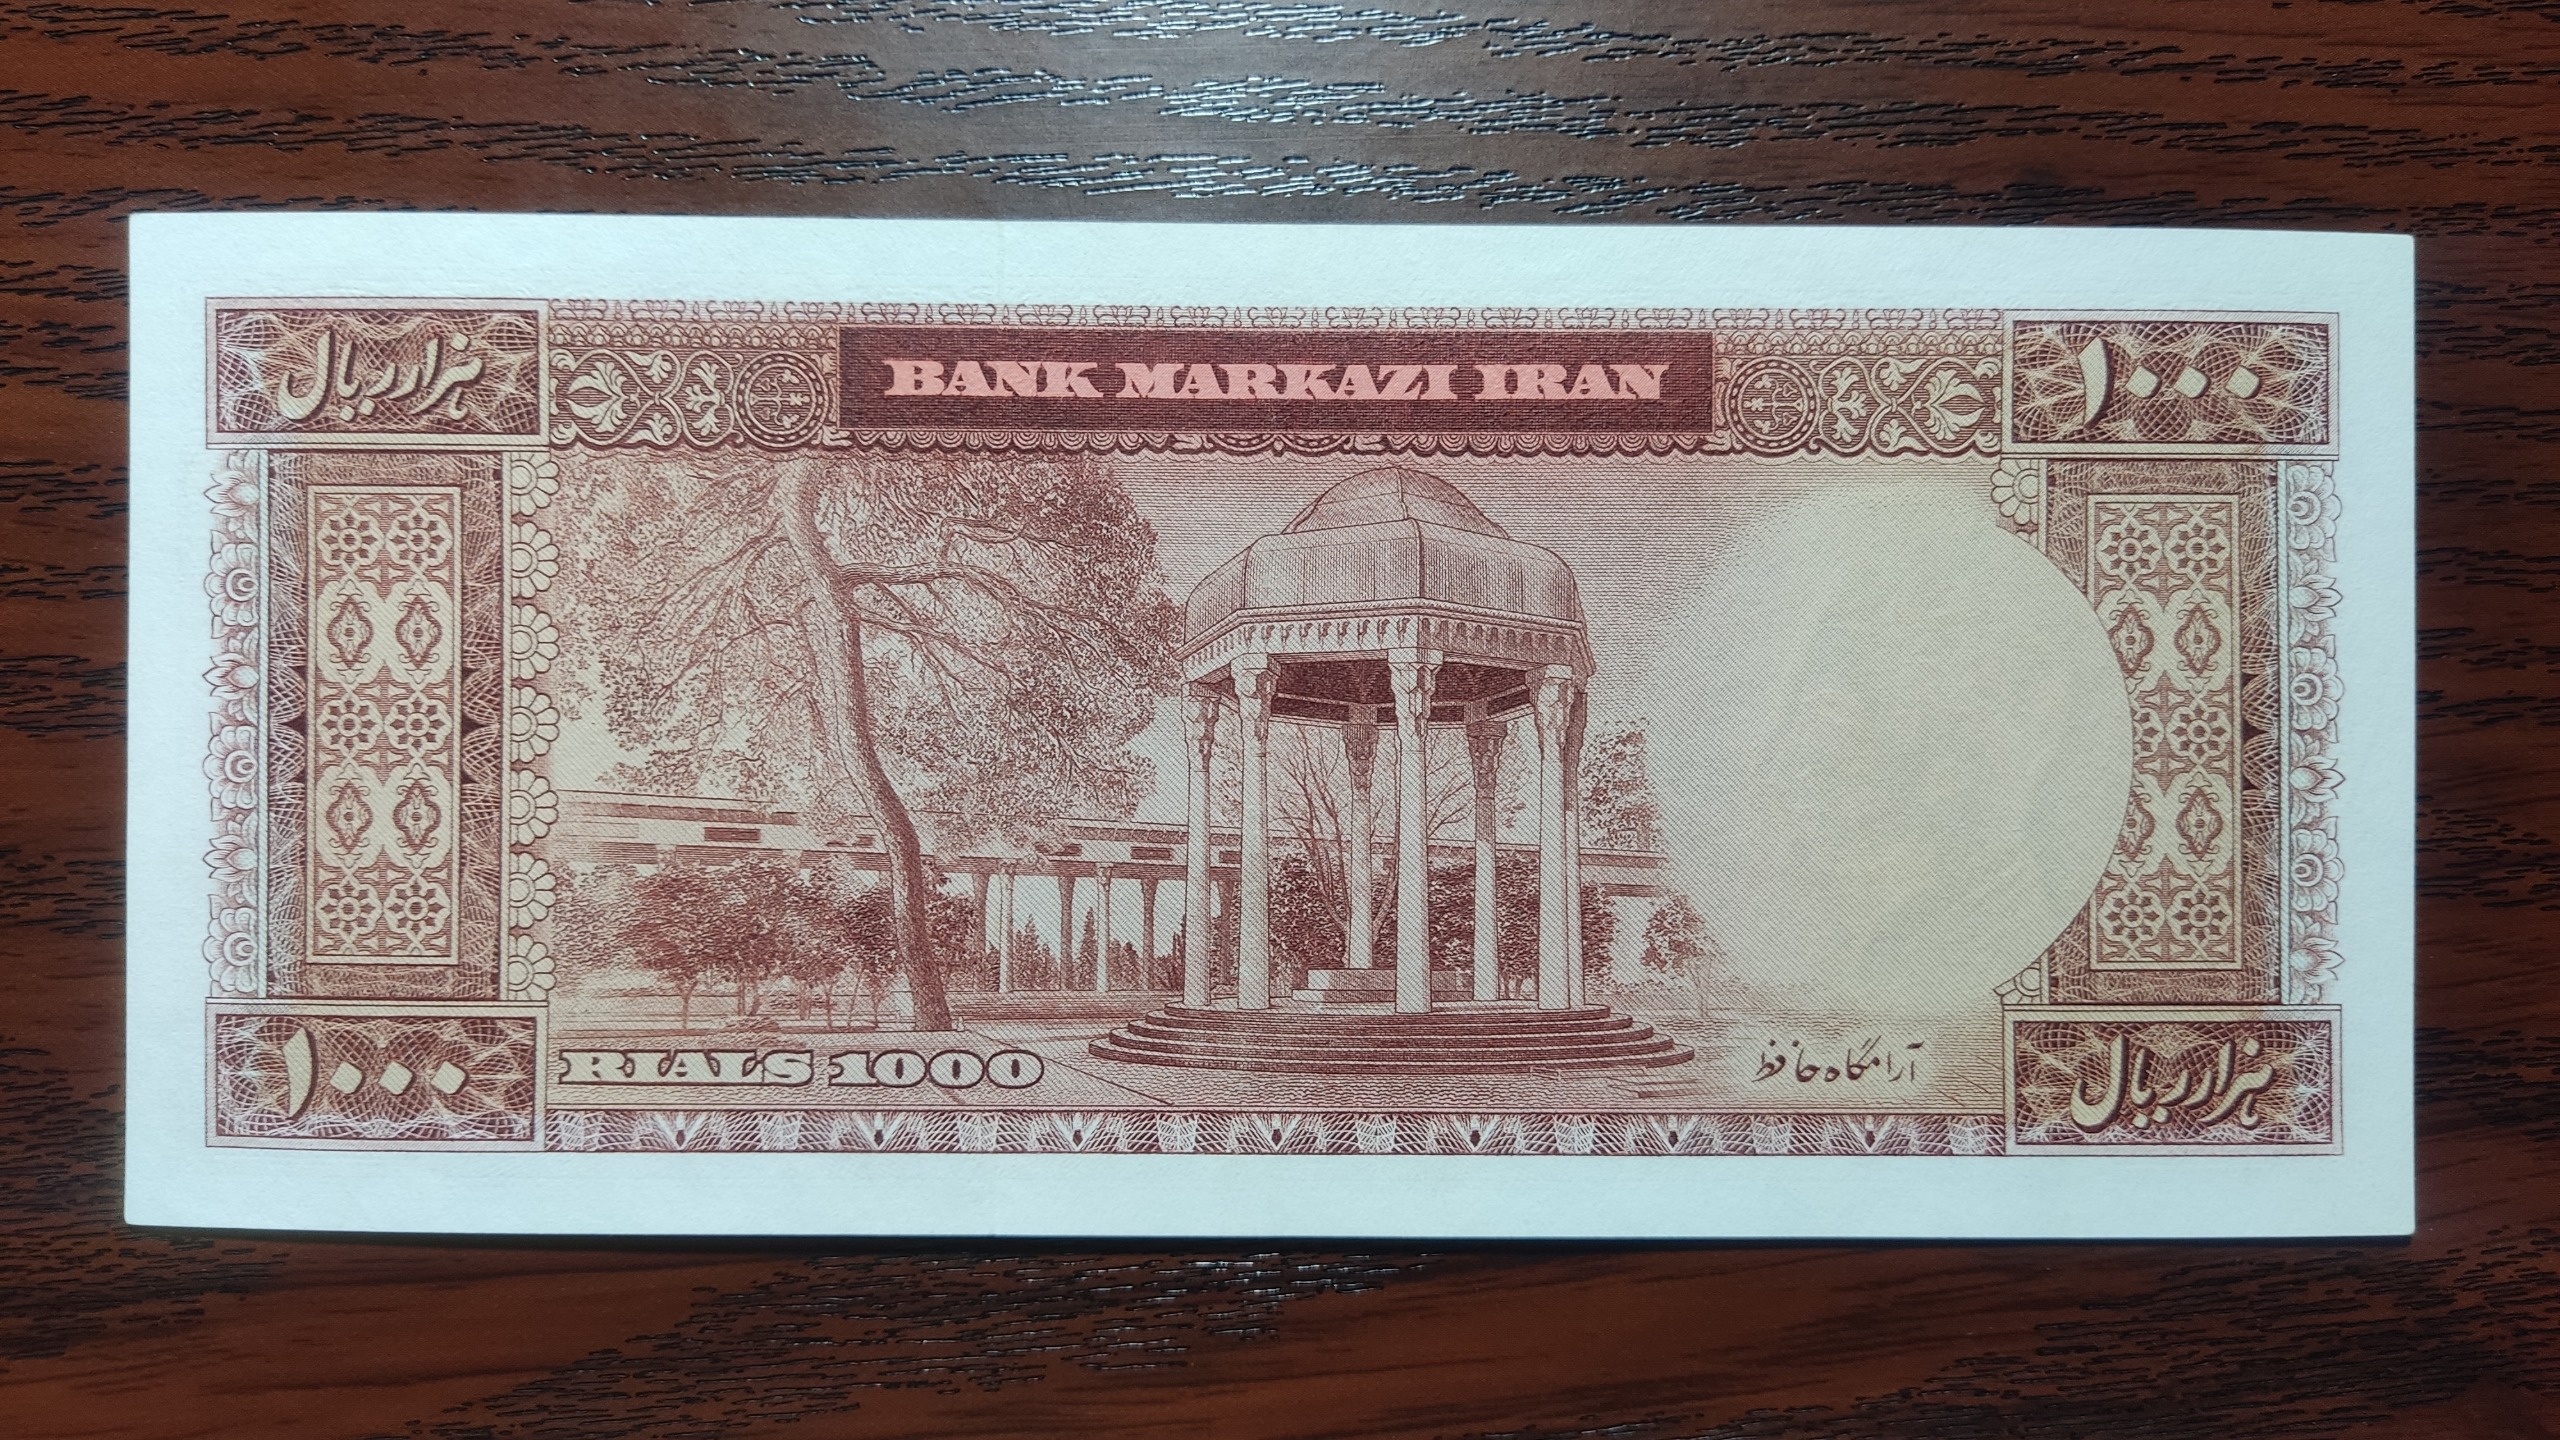 BANK MARKAZI IRAN
هزار ریال
۱۰۰۰
۱۰۰۰
RIALS 1000
آرامگاه حافظ
هزار ریال